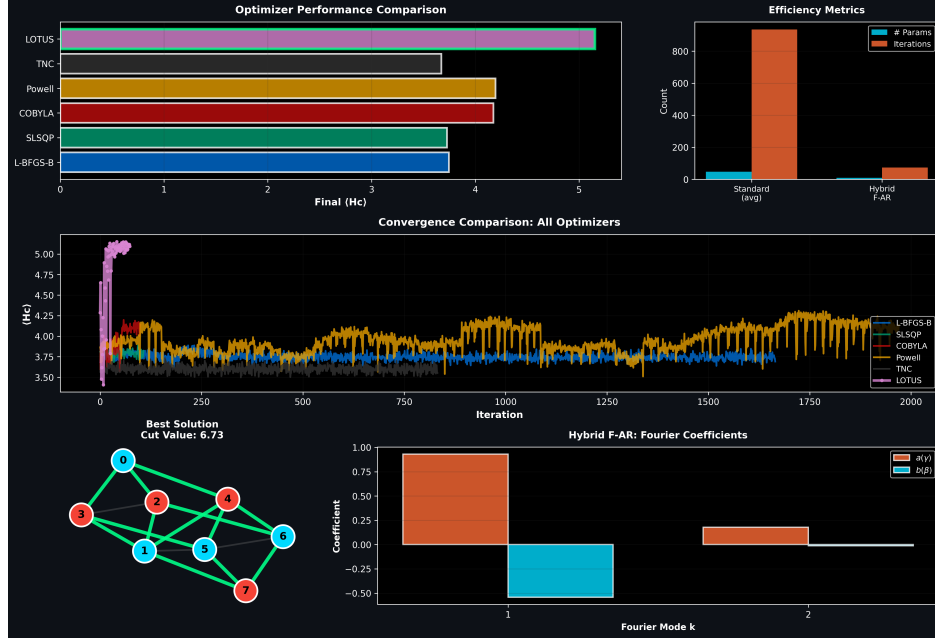 Optimizer Performance Comparison
LOTUS
TNC
Powell
COBYLA
SLSQP
L-BFGS-B
0 1 2 3 4 5
Final ⟨Hc⟩
Efficiency Metrics
# Params
Iterations
Count
800
600
400
200
0
Standard
(avg)
Hybrid
F-AR
Convergence Comparison: All Optimizers
⟨Hc⟩
5.00
4.75
4.50
4.25
4.00
3.75
3.50
L-BFGS-B
SLSQP
COBYLA
Powell
TNC
LOTUS
0 250 500 750 1000 1250 1500 1750 2000
Iteration
Best Solution
Cut Value: 6.73
0
2
4
3
6
1
5
7
Hybrid F-AR: Fourier Coefficients
a(γ)
b(β)
Coefficient
1.00
0.75
0.50
0.25
0.00
−0.25
−0.50
1 2
Fourier Mode k